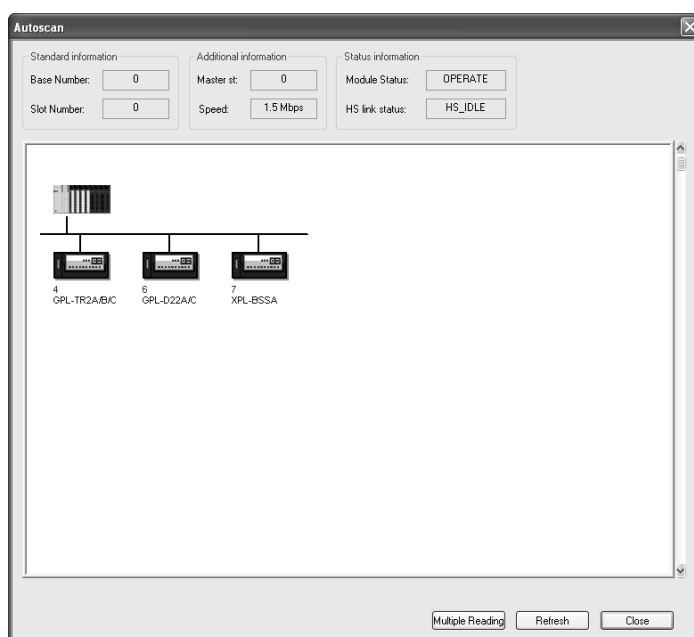 Autoscan
Standard information
Additional information
Status information
Base Number: 0
Master st: 0
Module Status: OPERATE
Slot Number: 0
Speed: 1.5 Mbps
HS link status: HS_IDLE
4
GPL-TR2A/B/C
6
GPL-D22A/C
7
XPL-BSSA
Multiple Reading
Refresh
Close